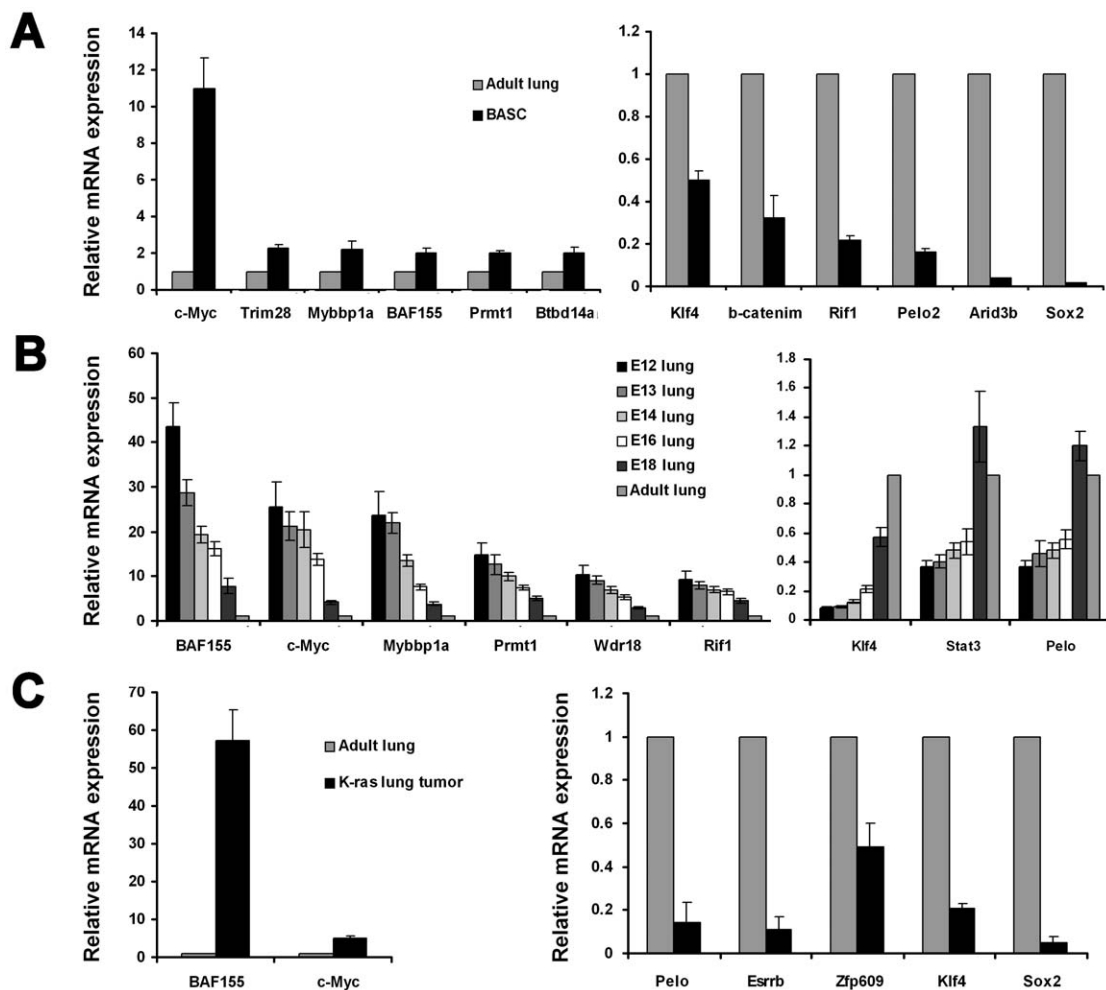 A
Relative mRNA expression
14
12
10
8
6
4
2
0
Adult lung
BASC
c-Myc Trim28 Mybbp1a BAF155 Prmt1 Btbd14a
1.2
1
0.8
0.6
0.4
0.2
0
Klf4 b-catenim Rif1 Pelo2 Arid3b Sox2
B
Relative mRNA expression
60
50
40
30
20
10
0
E12 lung
E13 lung
E14 lung
E16 lung
E18 lung
Adult lung
BAF155 c-Myc Mybbp1a Prmt1 Wdr18 Rif1
1.8
1.6
1.4
1.2
1
0.8
0.6
0.4
0.2
0
Klf4 Stat3 Pelo
C
Relative mRNA expression
70
60
50
40
30
20
10
0
Adult lung
K-ras lung tumor
BAF155 c-Myc
Relative mRNA expression
1.2
1
0.8
0.6
0.4
0.2
0
Pelo Esrrb Zfp609 Klf4 Sox2